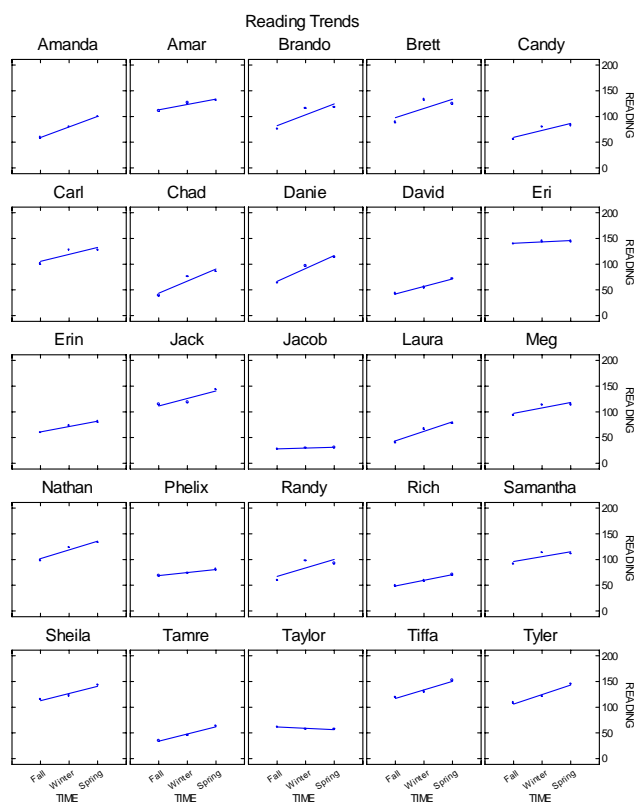 Reading Trends
Amanda Amar Brando Brett Candy
200
150
100
50
0
READING
Carl Chad Danie David Eri
200
150
100
50
0
READING
Erin Jack Jacob Laura Meg
200
150
100
50
0
READING
Nathan Phelix Randy Rich Samantha
200
150
100
50
0
READING
Sheila Tamre Taylor Tiffa Tyler
200
150
100
50
0
READING
Fall Winter Spring Fall Winter Spring Fall Winter Spring Fall Winter Spring Fall Winter Spring
TIME TIME TIME TIME TIME